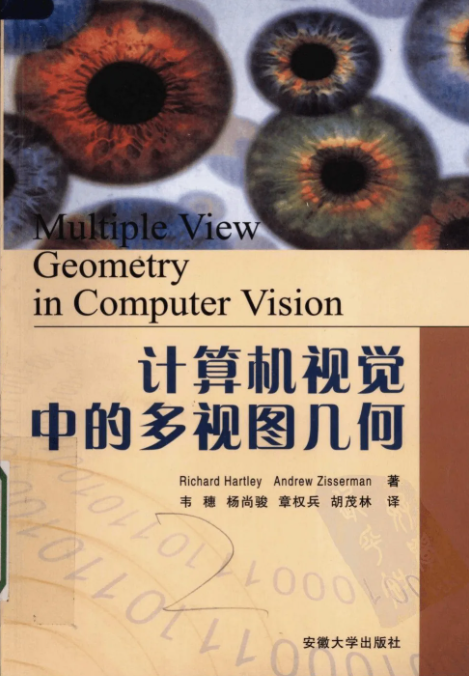 Multiple View
Geometry
in Computer Vision
计算机视觉
中的多视图几何
Richard Hartley Andrew Zisserman 著
韦 穗 杨尚骏 章权兵 胡茂林 译
2
安徽大学出版社